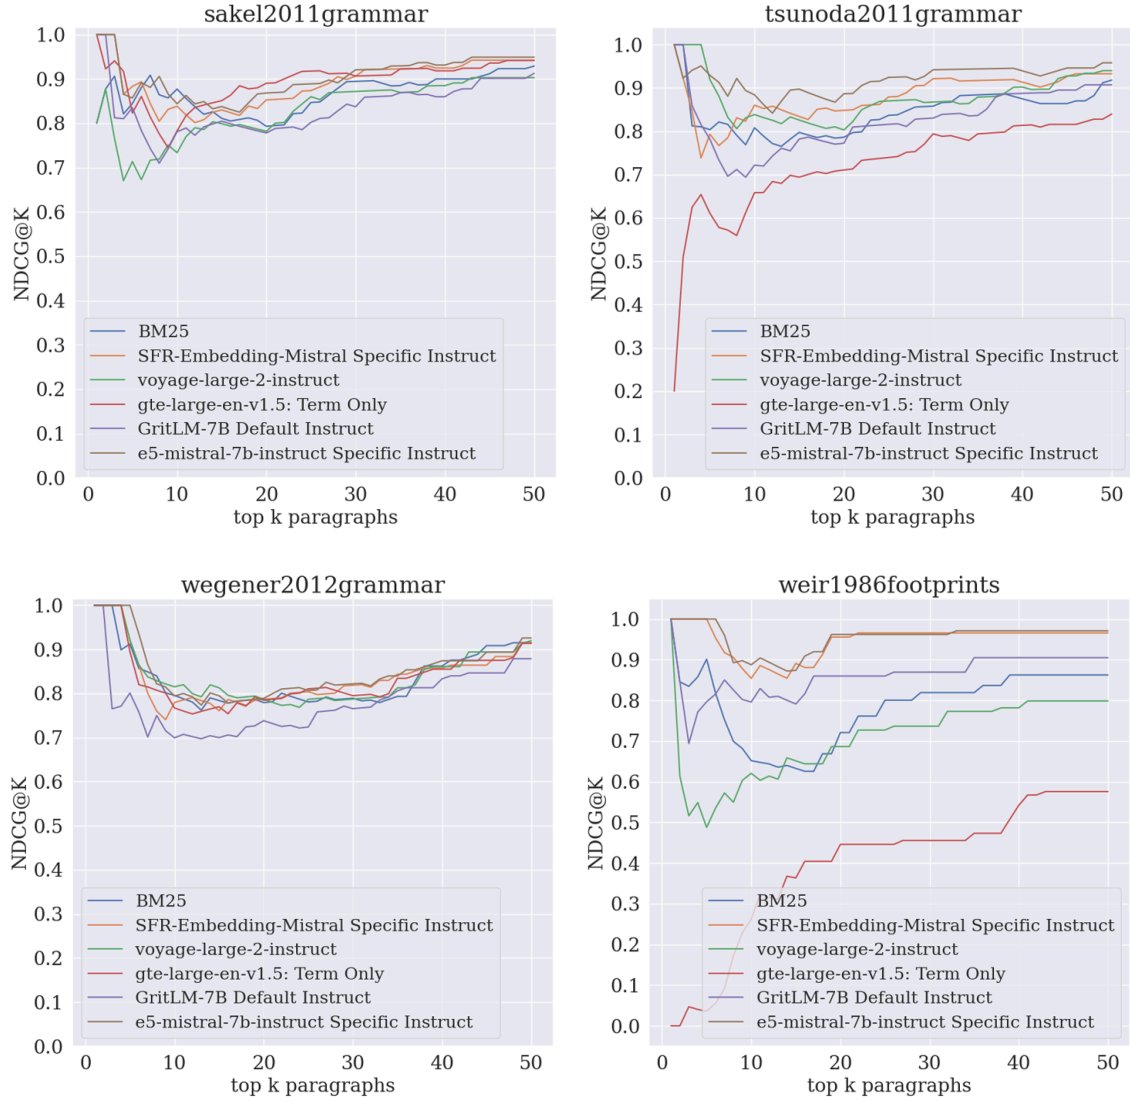 sakel2011grammar
1.0
0.9
0.8
0.7
0.6
0.5
0.4
0.3
0.2
0.1
0.0
NDCG@K
BM25
SFR-Embedding-Mistral Specific Instruct
voyage-large-2-instruct
gte-large-en-v1.5: Term Only
GritLM-7B Default Instruct
e5-mistral-7b-instruct Specific Instruct
0 10 20 30 40 50
top k paragraphs
tsunoda2011grammar
1.0
0.9
0.8
0.7
0.6
0.5
0.4
0.3
0.2
0.1
0.0
NDCG@K
BM25
SFR-Embedding-Mistral Specific Instruct
voyage-large-2-instruct
gte-large-en-v1.5: Term Only
GritLM-7B Default Instruct
e5-mistral-7b-instruct Specific Instruct
0 10 20 30 40 50
top k paragraphs
wegener2012grammar
1.0
0.9
0.8
0.7
0.6
0.5
0.4
0.3
0.2
0.1
0.0
NDCG@K
BM25
SFR-Embedding-Mistral Specific Instruct
voyage-large-2-instruct
gte-large-en-v1.5: Term Only
GritLM-7B Default Instruct
e5-mistral-7b-instruct Specific Instruct
0 10 20 30 40 50
top k paragraphs
weir1986footprints
1.0
0.9
0.8
0.7
0.6
0.5
0.4
0.3
0.2
0.1
0.0
NDCG@K
BM25
SFR-Embedding-Mistral Specific Instruct
voyage-large-2-instruct
gte-large-en-v1.5: Term Only
GritLM-7B Default Instruct
e5-mistral-7b-instruct Specific Instruct
0 10 20 30 40 50
top k paragraphs